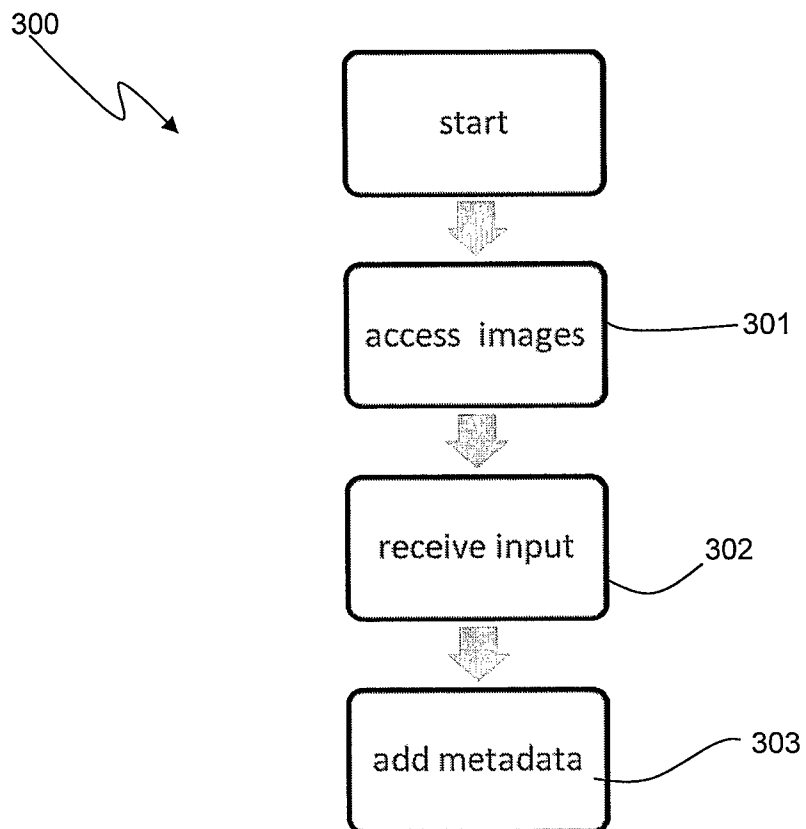 300
start
access images
301
receive input
302
add metadata
303